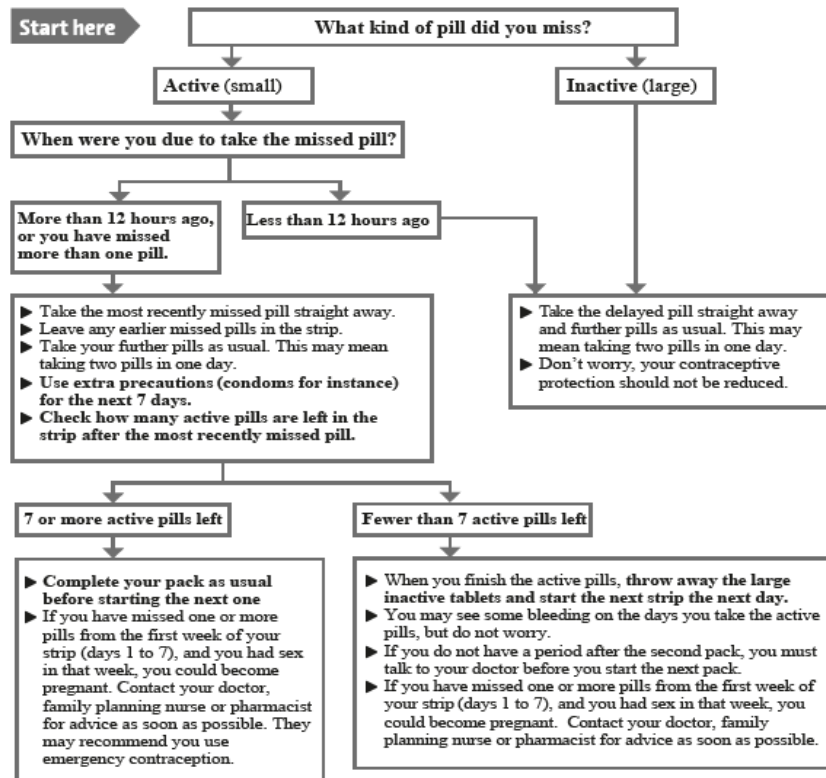 Start here
What kind of pill did you miss?
Active (small)
Inactive (large)
When were you due to take the missed pill?
More than 12 hours ago,
or you have missed
more than one pill.
Less than 12 hours ago
▶ Take the most recently missed pill straight away.
▶ Leave any earlier missed pills in the strip.
▶ Take your further pills as usual. This may mean
taking two pills in one day.
▶ Use extra precautions (condoms for instance)
for the next 7 days.
▶ Check how many active pills are left in the
strip after the most recently missed pill.
▶ Take the delayed pill straight away
and further pills as usual. This may
mean taking two pills in one day.
▶ Don't worry, your contraceptive
protection should not be reduced.
7 or more active pills left
Fewer than 7 active pills left
▶ Complete your pack as usual
before starting the next one
▶ If you have missed one or more
pills from the first week of your
strip (days 1 to 7), and you had sex
in that week, you could become
pregnant. Contact your doctor,
family planning nurse or pharmacist
for advice as soon as possible. They
may recommend you use
emergency contraception.
▶ When you finish the active pills, throw away the large
inactive tablets and start the next strip the next day.
▶ You may see some bleeding on the days you take the active
pills, but do not worry.
▶ If you do not have a period after the second pack, you must
talk to your doctor before you start the next pack.
▶ If you have missed one or more pills from the first week of
your strip (days 1 to 7), and you had sex in that week, you
could become pregnant. Contact your doctor, family
planning nurse or pharmacist for advice as soon as possible.